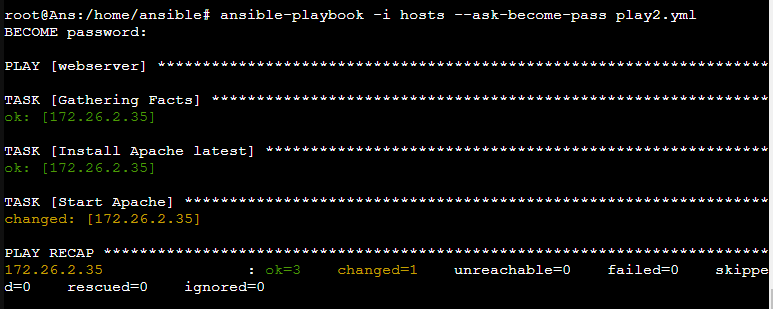 root@Ans:/home/ansible# ansible-playbook -i hosts --ask-become-pass play2.yml
BECOME password:
PLAY [webserver] ********************************************************************
TASK [Gathering Facts] **************************************************************
ok: [172.26.2.35]
TASK [Install Apache latest] ********************************************************
ok: [172.26.2.35]
TASK [Start Apache] *****************************************************************
changed: [172.26.2.35]
PLAY RECAP **************************************************************************
172.26.2.35                : ok=3    changed=1    unreachable=0    failed=0    skippe
d=0    rescued=0    ignored=0